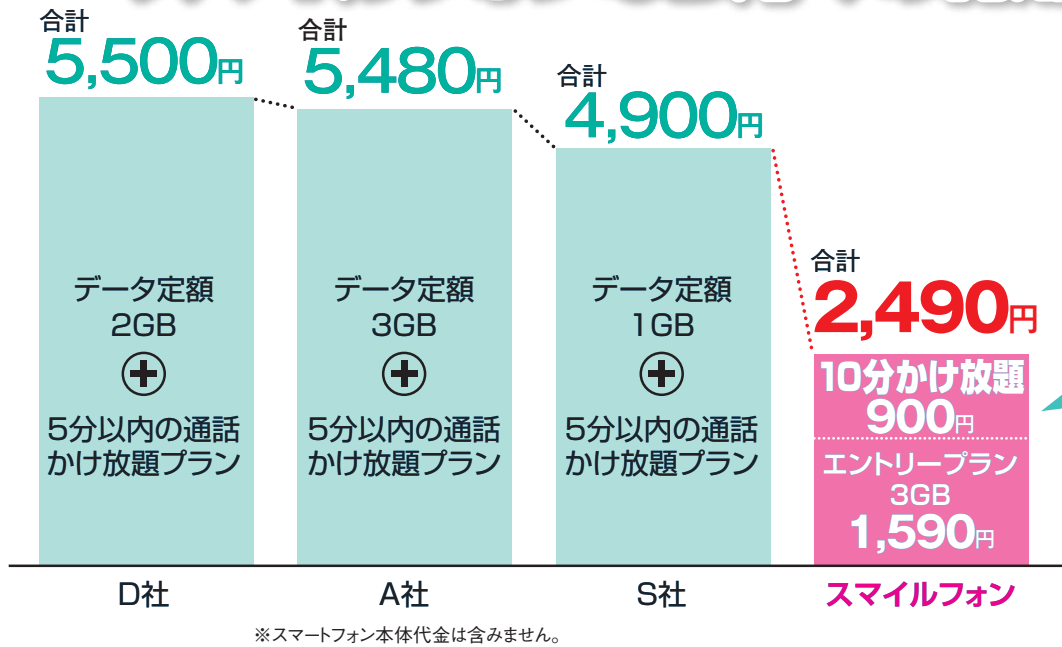 合計
5,500円
合計
5,480円
合計
4,900円
合計
2,490円
データ定額
2GB
+
5分以内の通話
かけ放題プラン
データ定額
3GB
+
5分以内の通話
かけ放題プラン
データ定額
1GB
+
5分以内の通話
かけ放題プラン
10分かけ放題
900円
エントリープラン
3GB
1,590円
D社
A社
S社
スマイルフォン
※スマートフォン本体代金は含みません。